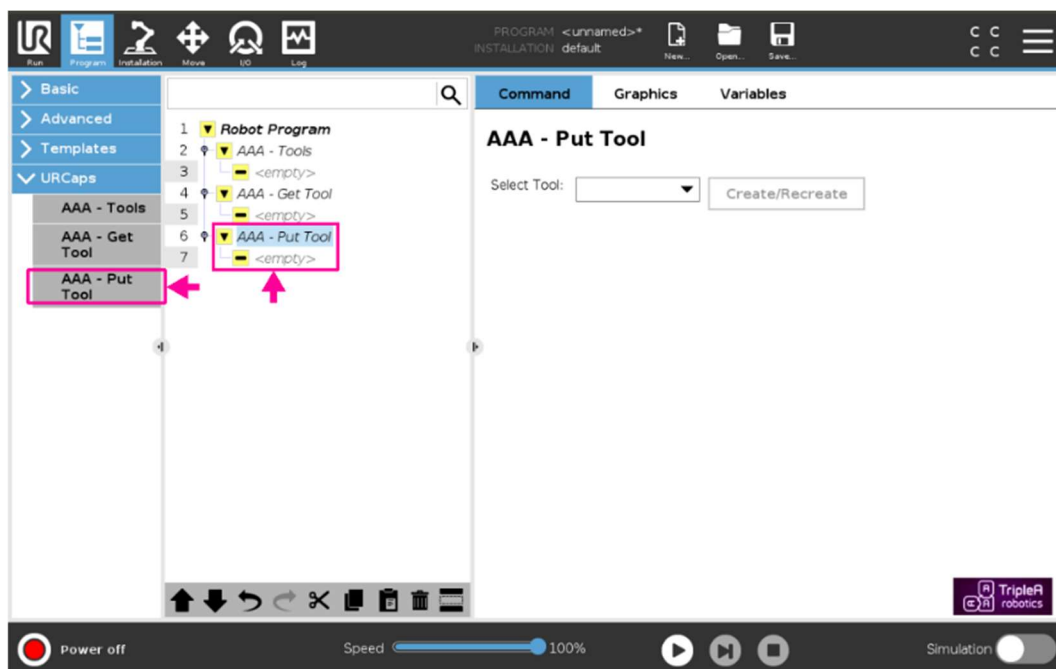 PROGRAM <unnamed>*
INSTALLATION default
C C
C C
Run Program Installation Move I/O Log New... Open... Save...
Basic
Advanced
Templates
URCaps
AAA - Tools
AAA - Get
Tool
AAA - Put
Tool
1 Robot Program
2 AAA - Tools
3 <empty>
4 AAA - Get Tool
5 <empty>
6 AAA - Put Tool
7 <empty>
Command Graphics Variables
AAA - Put Tool
Select Tool: Create/Recreate
TripleA
robotics
Power off Speed 100% Simulation